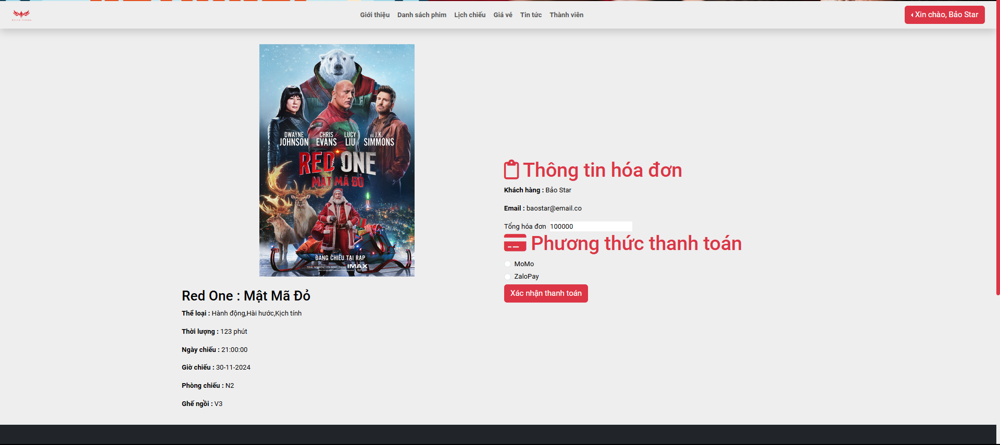 Giới thiệu Danh sách phim Lịch chiếu Giá vé Tin tức Thành viên
Xin chào, Bảo Star
DWAYNE JOHNSON CHRIS EVANS LUCY LIU VÀ J.K. SIMMONS
RED ONE
MẬT MÃ ĐỎ
ĐANG CHIẾU TẠI RẠP
TRẢI NGHIỆM VỚI ĐỊNH DẠNG IMAX
Red One : Mật Mã Đỏ
Thể loại : Hành động,Hài hước,Kịch tính
Thời lượng : 123 phút
Ngày chiếu : 21:00:00
Giờ chiếu : 30-11-2024
Phòng chiếu : N2
Ghế ngồi : V3
Thông tin hóa đơn
Khách hàng : Bảo Star
Email : baostar@email.co
Tổng hóa đơn 100000
Phương thức thanh toán
MoMo
ZaloPay
Xác nhận thanh toán